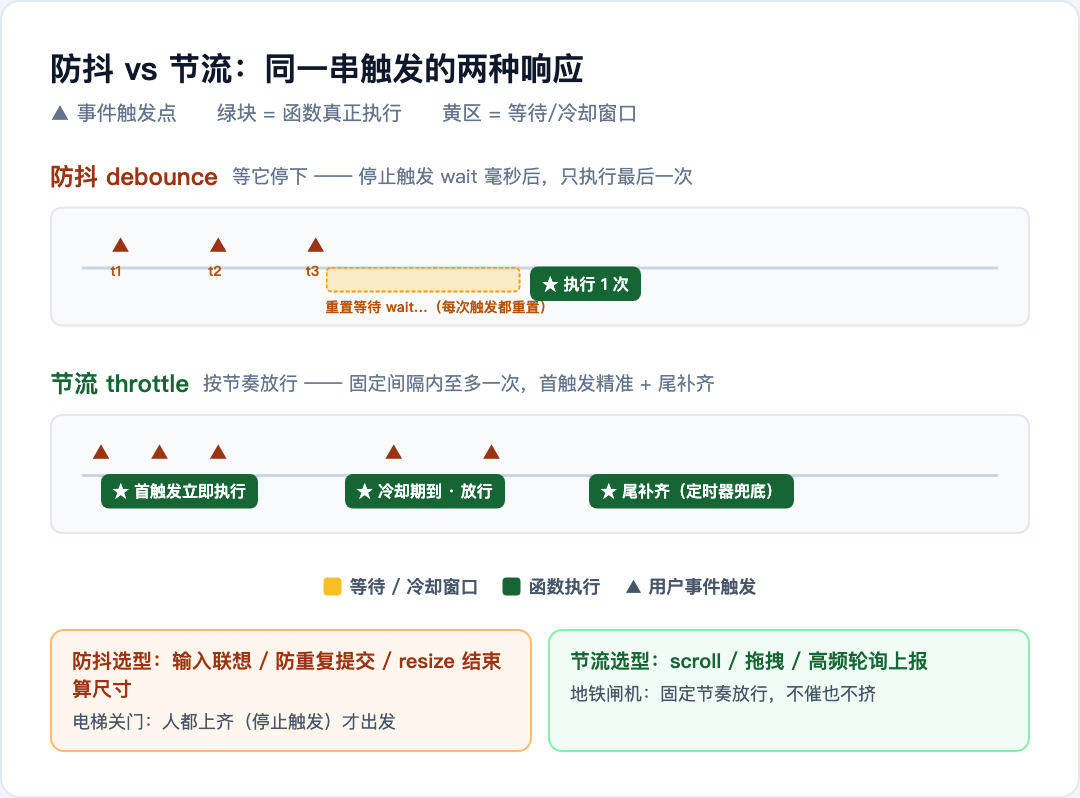 防抖 vs 节流：同一串触发的两种响应
▲ 事件触发点 绿块 = 函数真正执行 黄区 = 等待/冷却窗口
防抖 debounce 等它停下 —— 停止触发 wait 毫秒后，只执行最后一次
t1 t2 t3
★ 执行 1 次
重置等待 wait…（每次触发都重置）
节流 throttle 按节奏放行 —— 固定间隔内至多一次，首触发精准 + 尾补齐
★ 首触发立即执行 ★ 冷却期到 · 放行 ★ 尾补齐（定时器兜底）
等待 / 冷却窗口 函数执行 ▲ 用户事件触发
防抖选型：输入联想 / 防重复提交 / resize 结束
算尺寸
电梯关门：人都上齐（停止触发）才出发
节流选型：scroll / 拖拽 / 高频轮询上报
地铁闸机：固定节奏放行，不催也不挤